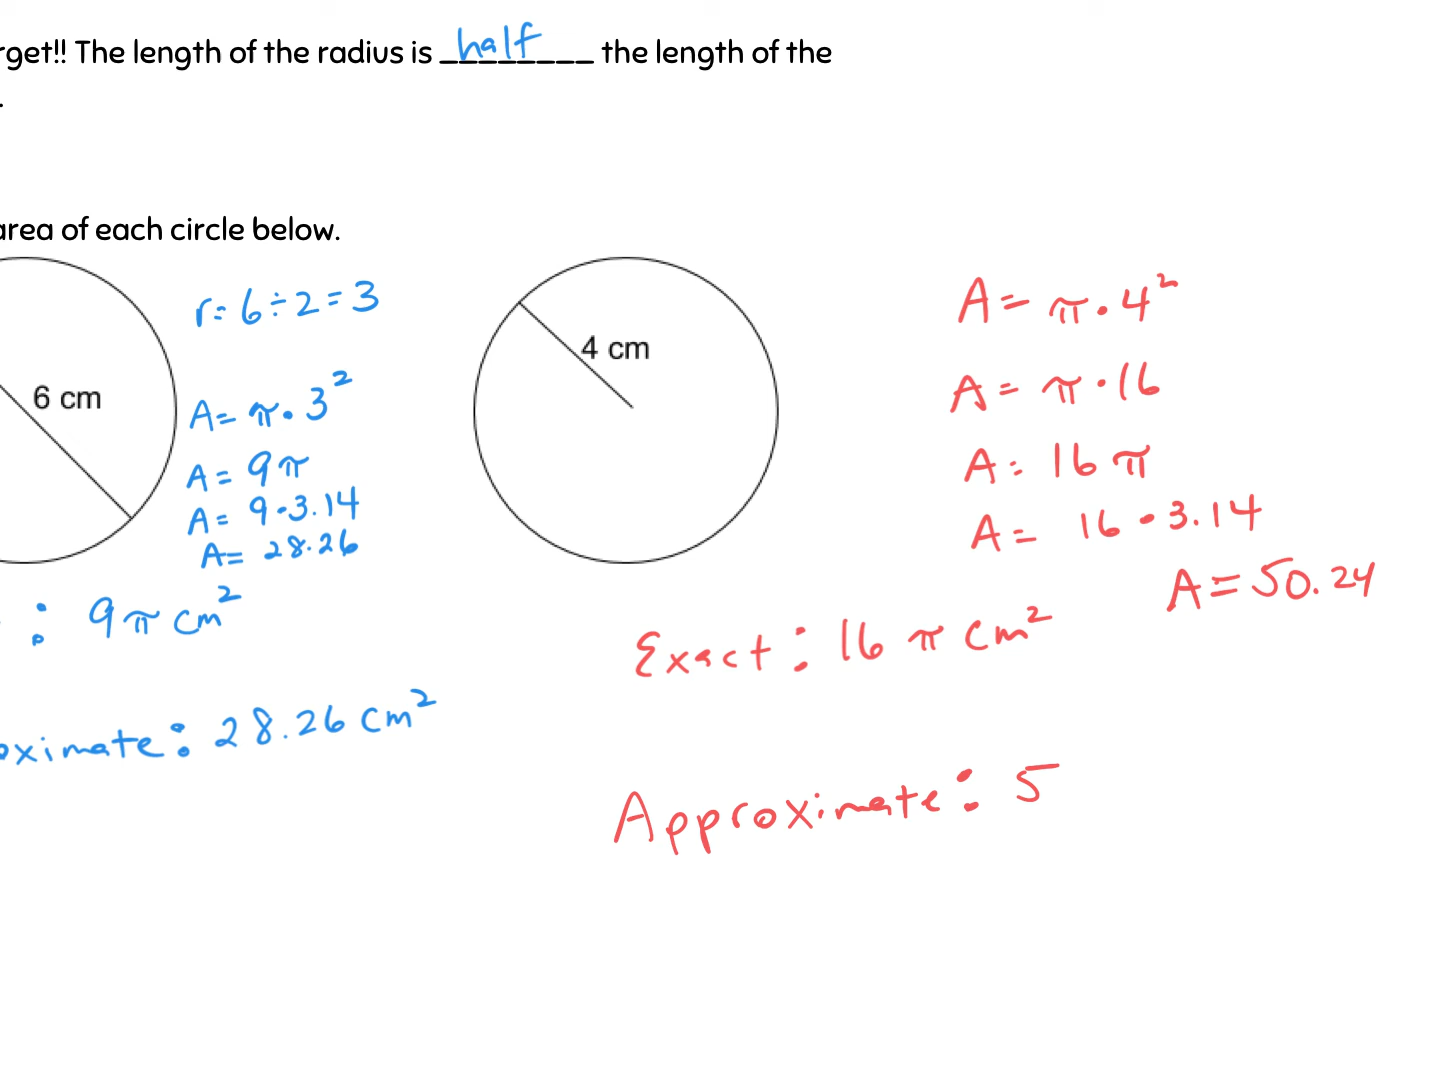 rget!! The length of the radius is half the length of the
.
area of each circle below.
r= 6÷2=3
6 cm
A= π·3²
A= 9π
A= 9·3.14
A= 28.26
: 9π cm²
oximate: 28.26 cm²
4 cm
A= π·4²
A= π·16
A= 16π
A= 16·3.14
A=50.24
Exact: 16π cm²
Approximate: 5